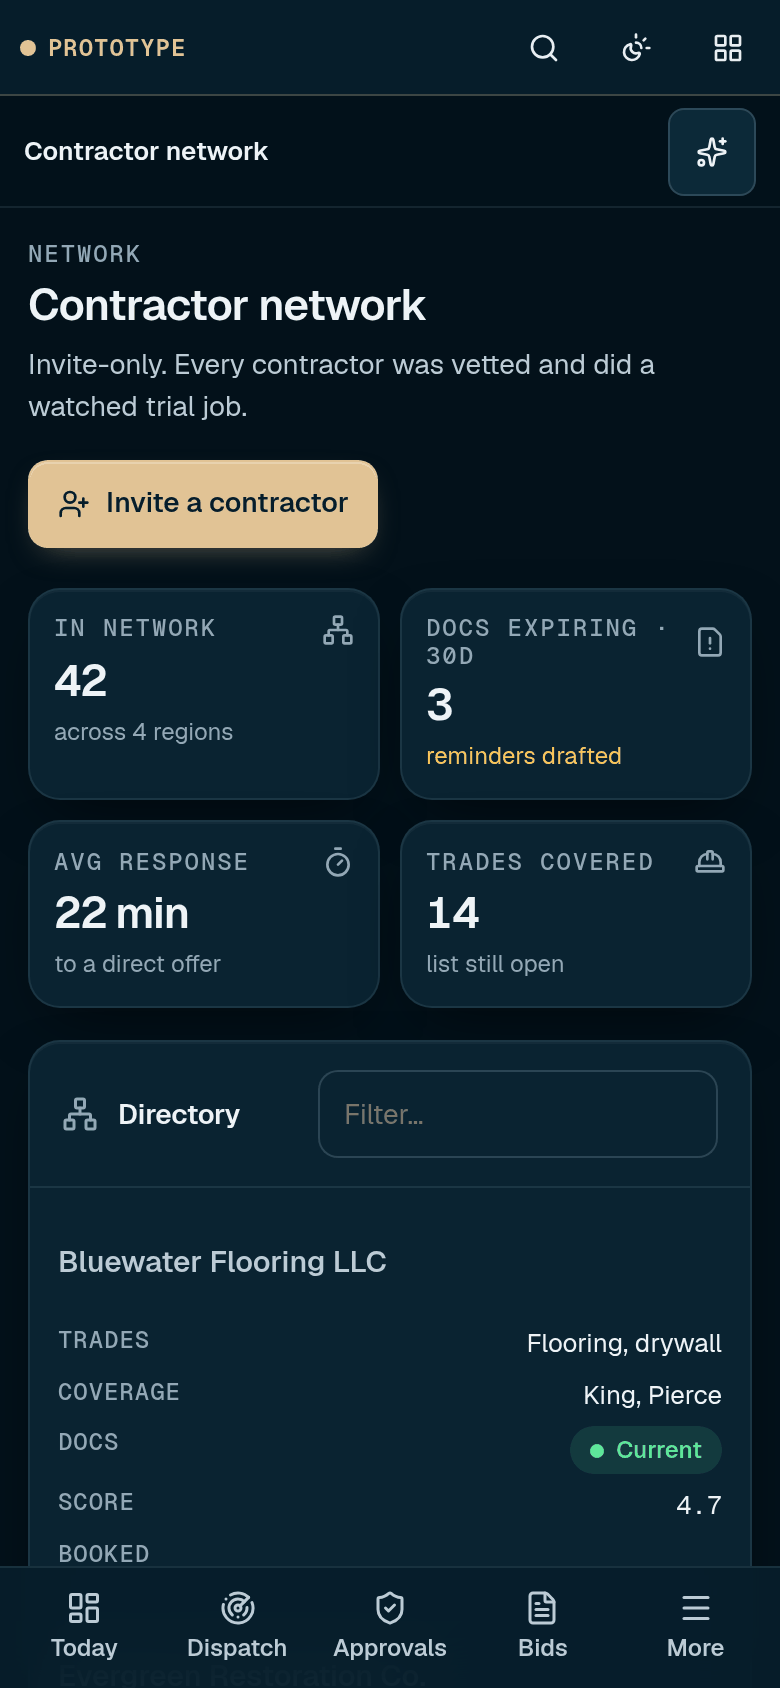 PROTOTYPE
Contractor network
NETWORK
Contractor network
Invite-only. Every contractor was vetted and did a
watched trial job.
Invite a contractor
IN NETWORK
42
across 4 regions
DOCS EXPIRING ·
30D
3
reminders drafted
AVG RESPONSE
22 min
to a direct offer
TRADES COVERED
14
list still open
Directory
Filter...
Bluewater Flooring LLC
TRADES
Flooring, drywall
COVERAGE
King, Pierce
DOCS
Current
SCORE
4.7
BOOKED
Today
Dispatch
Approvals
Bids
More
Evergreen Restoration Co.